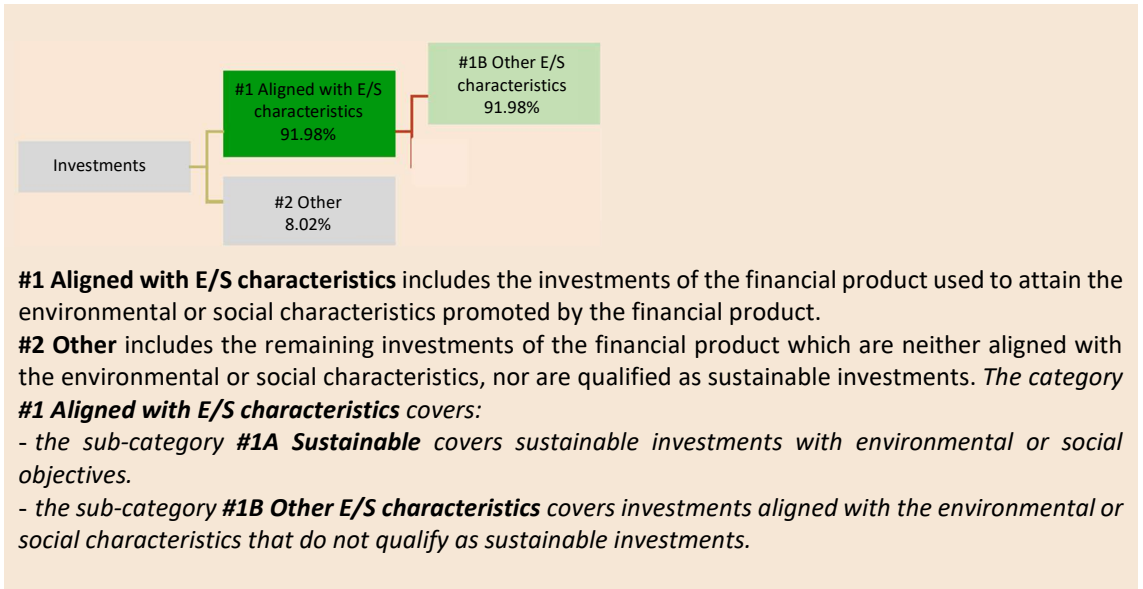 #1B Other E/S
characteristics
91.98%
#1 Aligned with E/S
characteristics
91.98%
Investments
#2 Other
8.02%
#1 Aligned with E/S characteristics includes the investments of the financial product used to attain the
environmental or social characteristics promoted by the financial product.
#2 Other includes the remaining investments of the financial product which are neither aligned with
the environmental or social characteristics, nor are qualified as sustainable investments. The category
#1 Aligned with E/S characteristics covers:
- the sub-category #1A Sustainable covers sustainable investments with environmental or social
objectives.
- the sub-category #1B Other E/S characteristics covers investments aligned with the environmental or
social characteristics that do not qualify as sustainable investments.